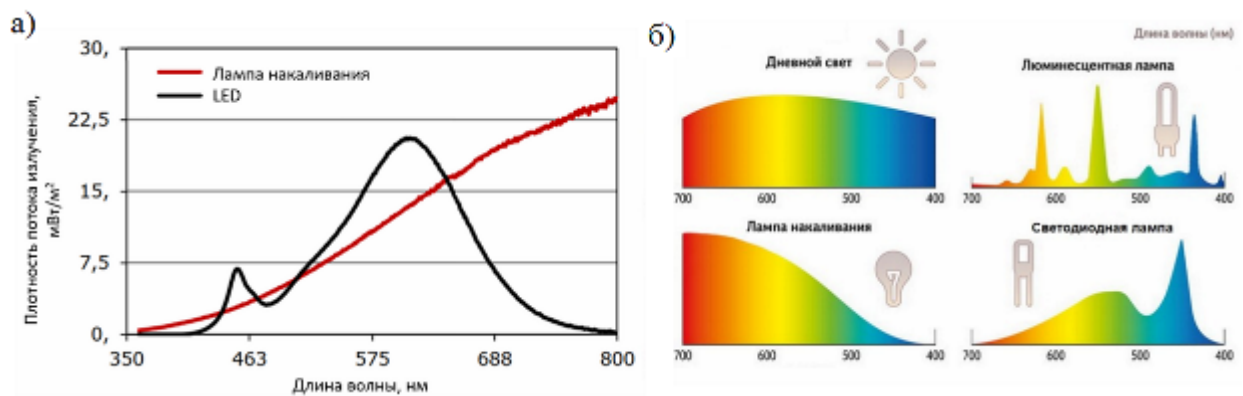 а)
30,
22,5
15,
7,5
0,
Лампа накаливания
LED
Плотность потока излучения,
мВт/м²
350 463 575 688 800
Длина волны, нм
б)
Длина волны (нм)
Дневной свет
700 600 500 400
Люминесцентная лампа
700 600 500 400
Лампа накаливания
700 600 500 400
Светодиодная лампа
700 600 500 400